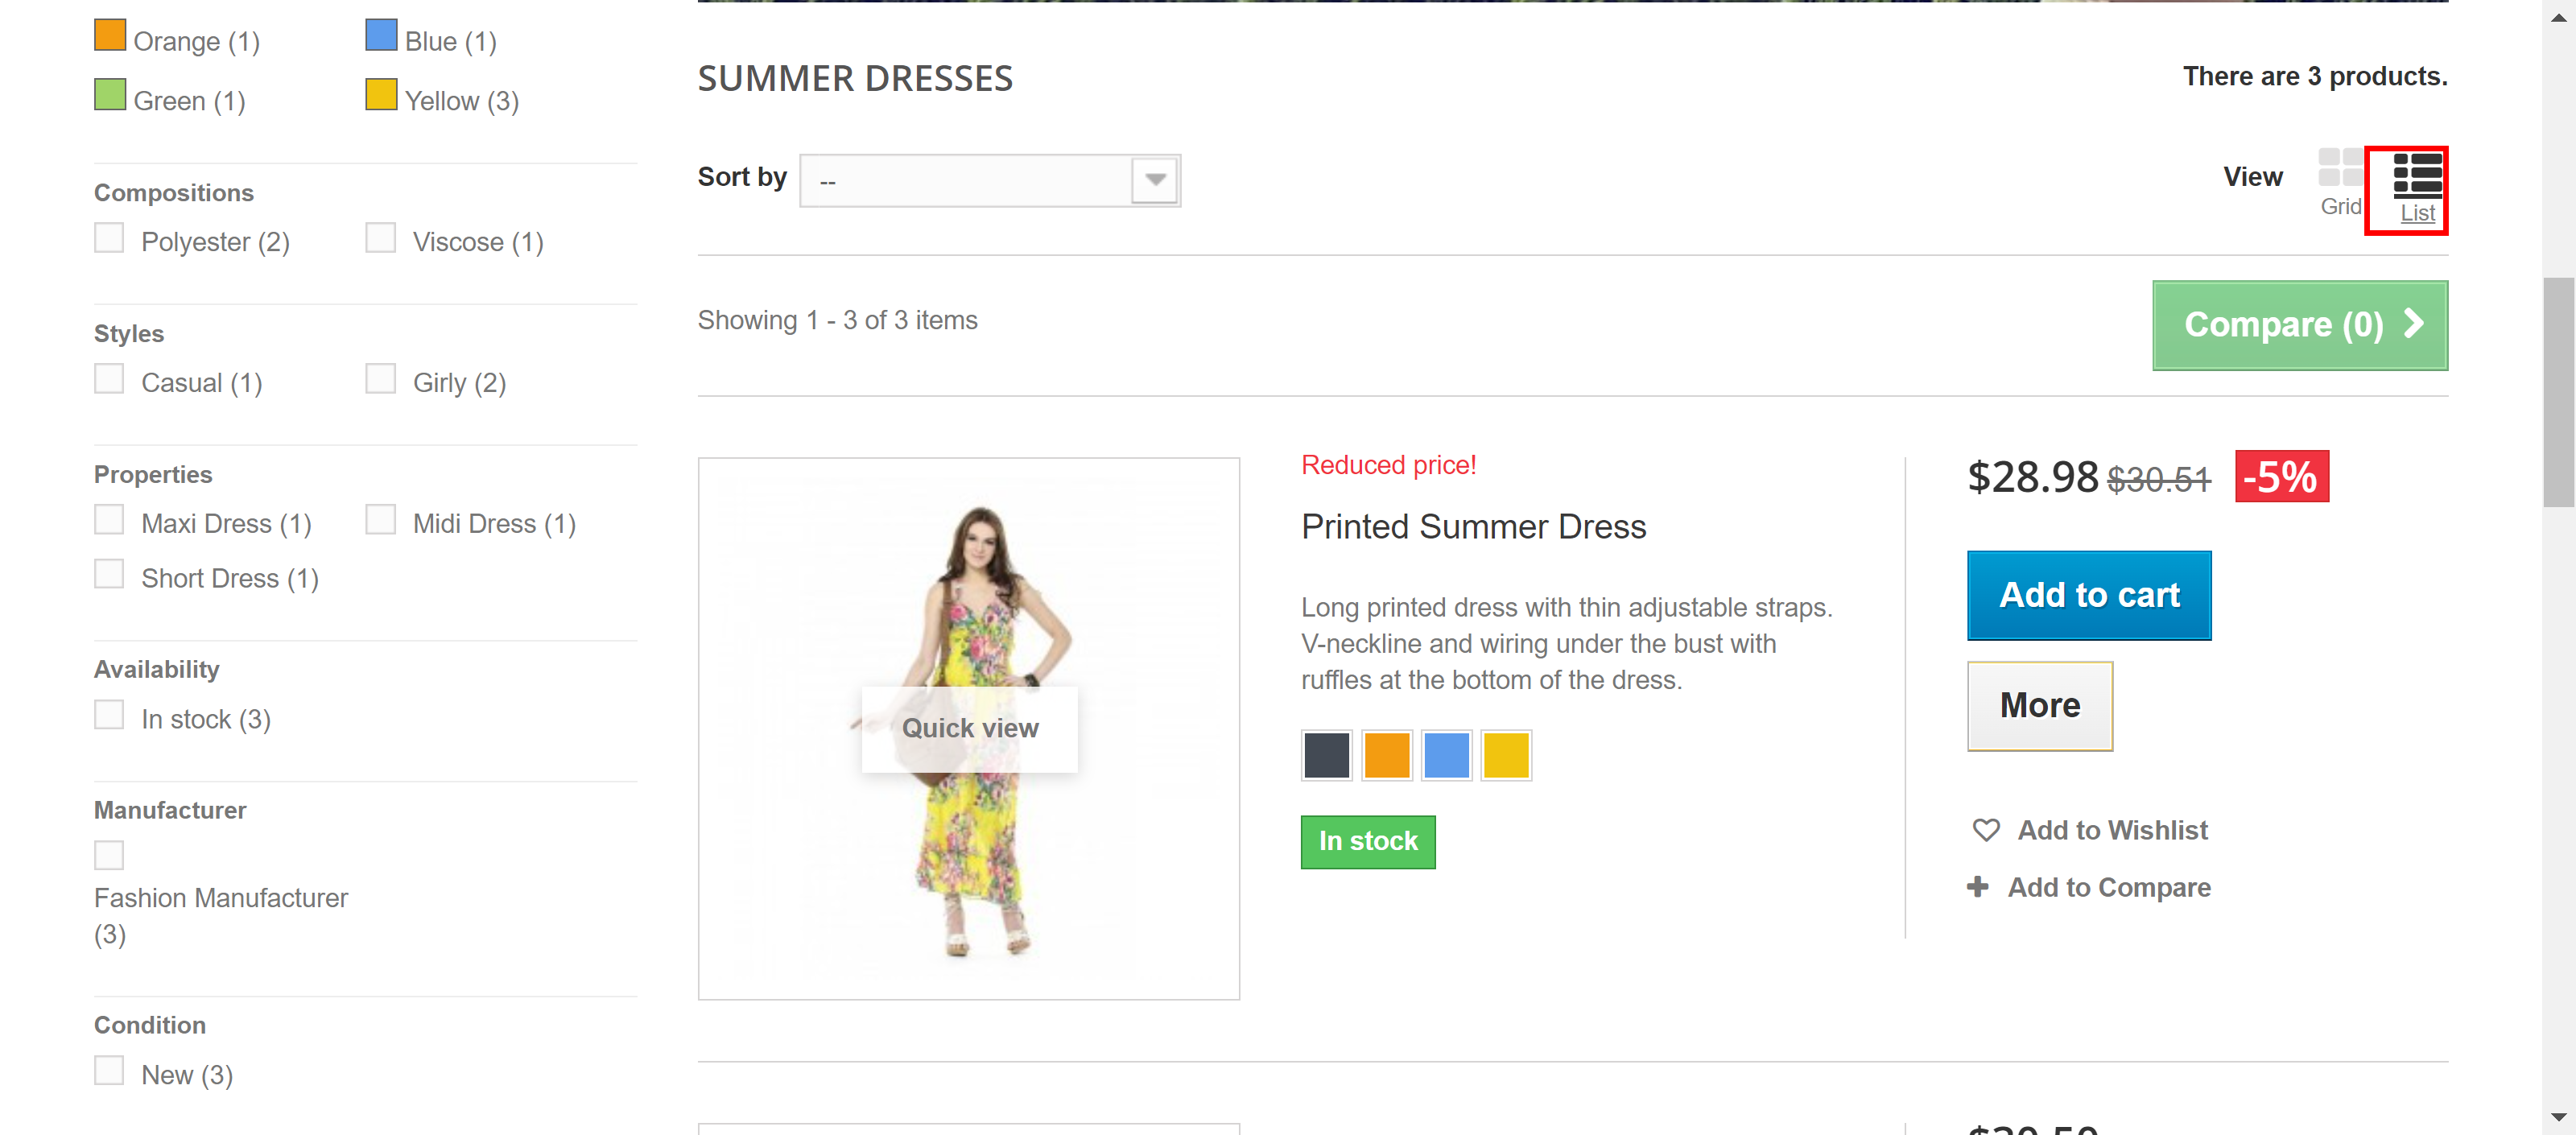 Orange (1)
Blue (1)
Green (1)
Yellow (3)
Compositions
Polyester (2)
Viscose (1)
Styles
Casual (1)
Girly (2)
Properties
Maxi Dress (1)
Midi Dress (1)
Short Dress (1)
Availability
In stock (3)
Manufacturer
Fashion Manufacturer
(3)
Condition
New (3)
SUMMER DRESSES
There are 3 products.
Sort by
--
View
Grid
List
Showing 1 - 3 of 3 items
Compare (0)
Quick view
Reduced price!
Printed Summer Dress
Long printed dress with thin adjustable straps.
V-neckline and wiring under the bust with
ruffles at the bottom of the dress.
In stock
$28.98 $30.51 -5%
Add to cart
More
Add to Wishlist
Add to Compare